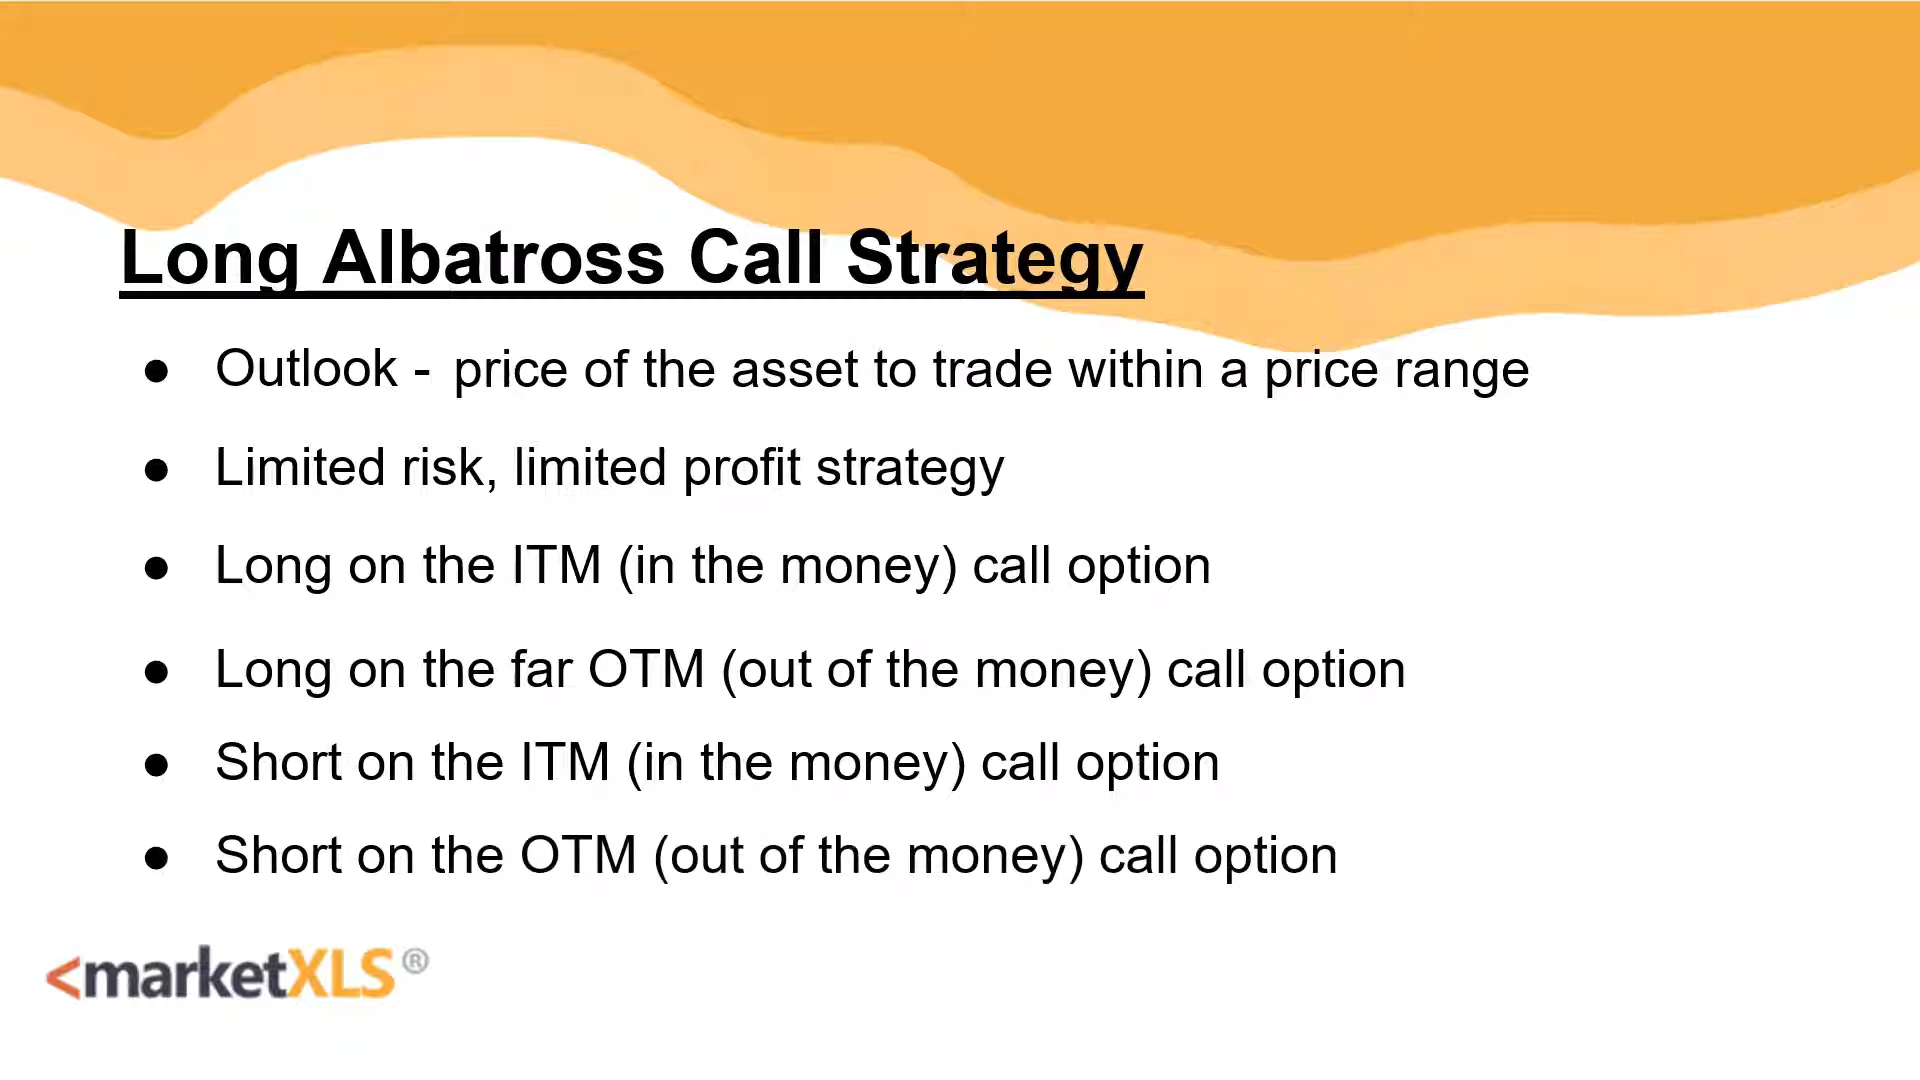 Long Albatross Call Strategy
● Outlook - price of the asset to trade within a price range
● Limited risk, limited profit strategy
● Long on the ITM (in the money) call option
● Long on the far OTM (out of the money) call option
● Short on the ITM (in the money) call option
● Short on the OTM (out of the money) call option
<marketXLS®